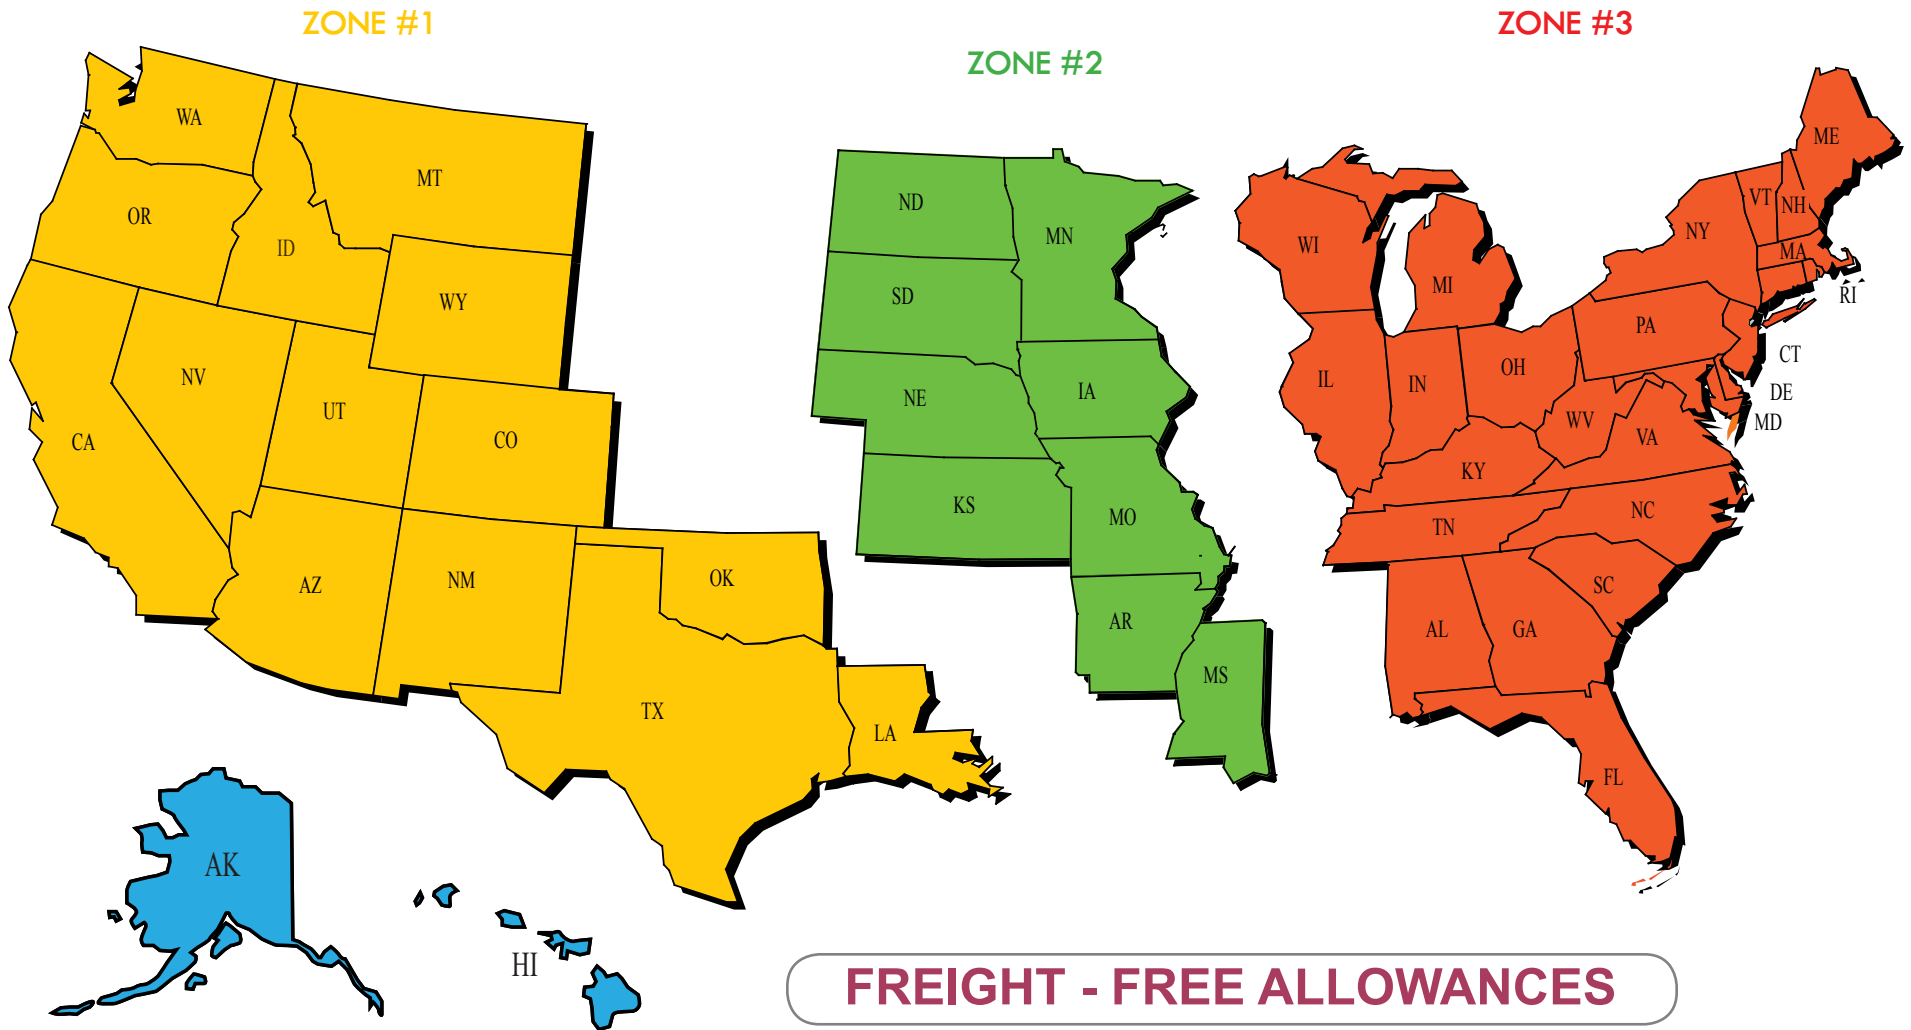 ZONE #1
ZONE #2
ZONE #3
WA
OR
ID
MT
WY
NV
UT
CA
CO
AZ
NM
OK
TX
LA
AK
HI
ND
MN
SD
NE
IA
KS
MO
AR
MS
WI
MI
IL
IN
OH
KY
TN
AL
GA
FL
SC
NC
VA
WV
PA
NY
VT
NH
ME
MA
RI
CT
DE
MD
FREIGHT - FREE ALLOWANCES